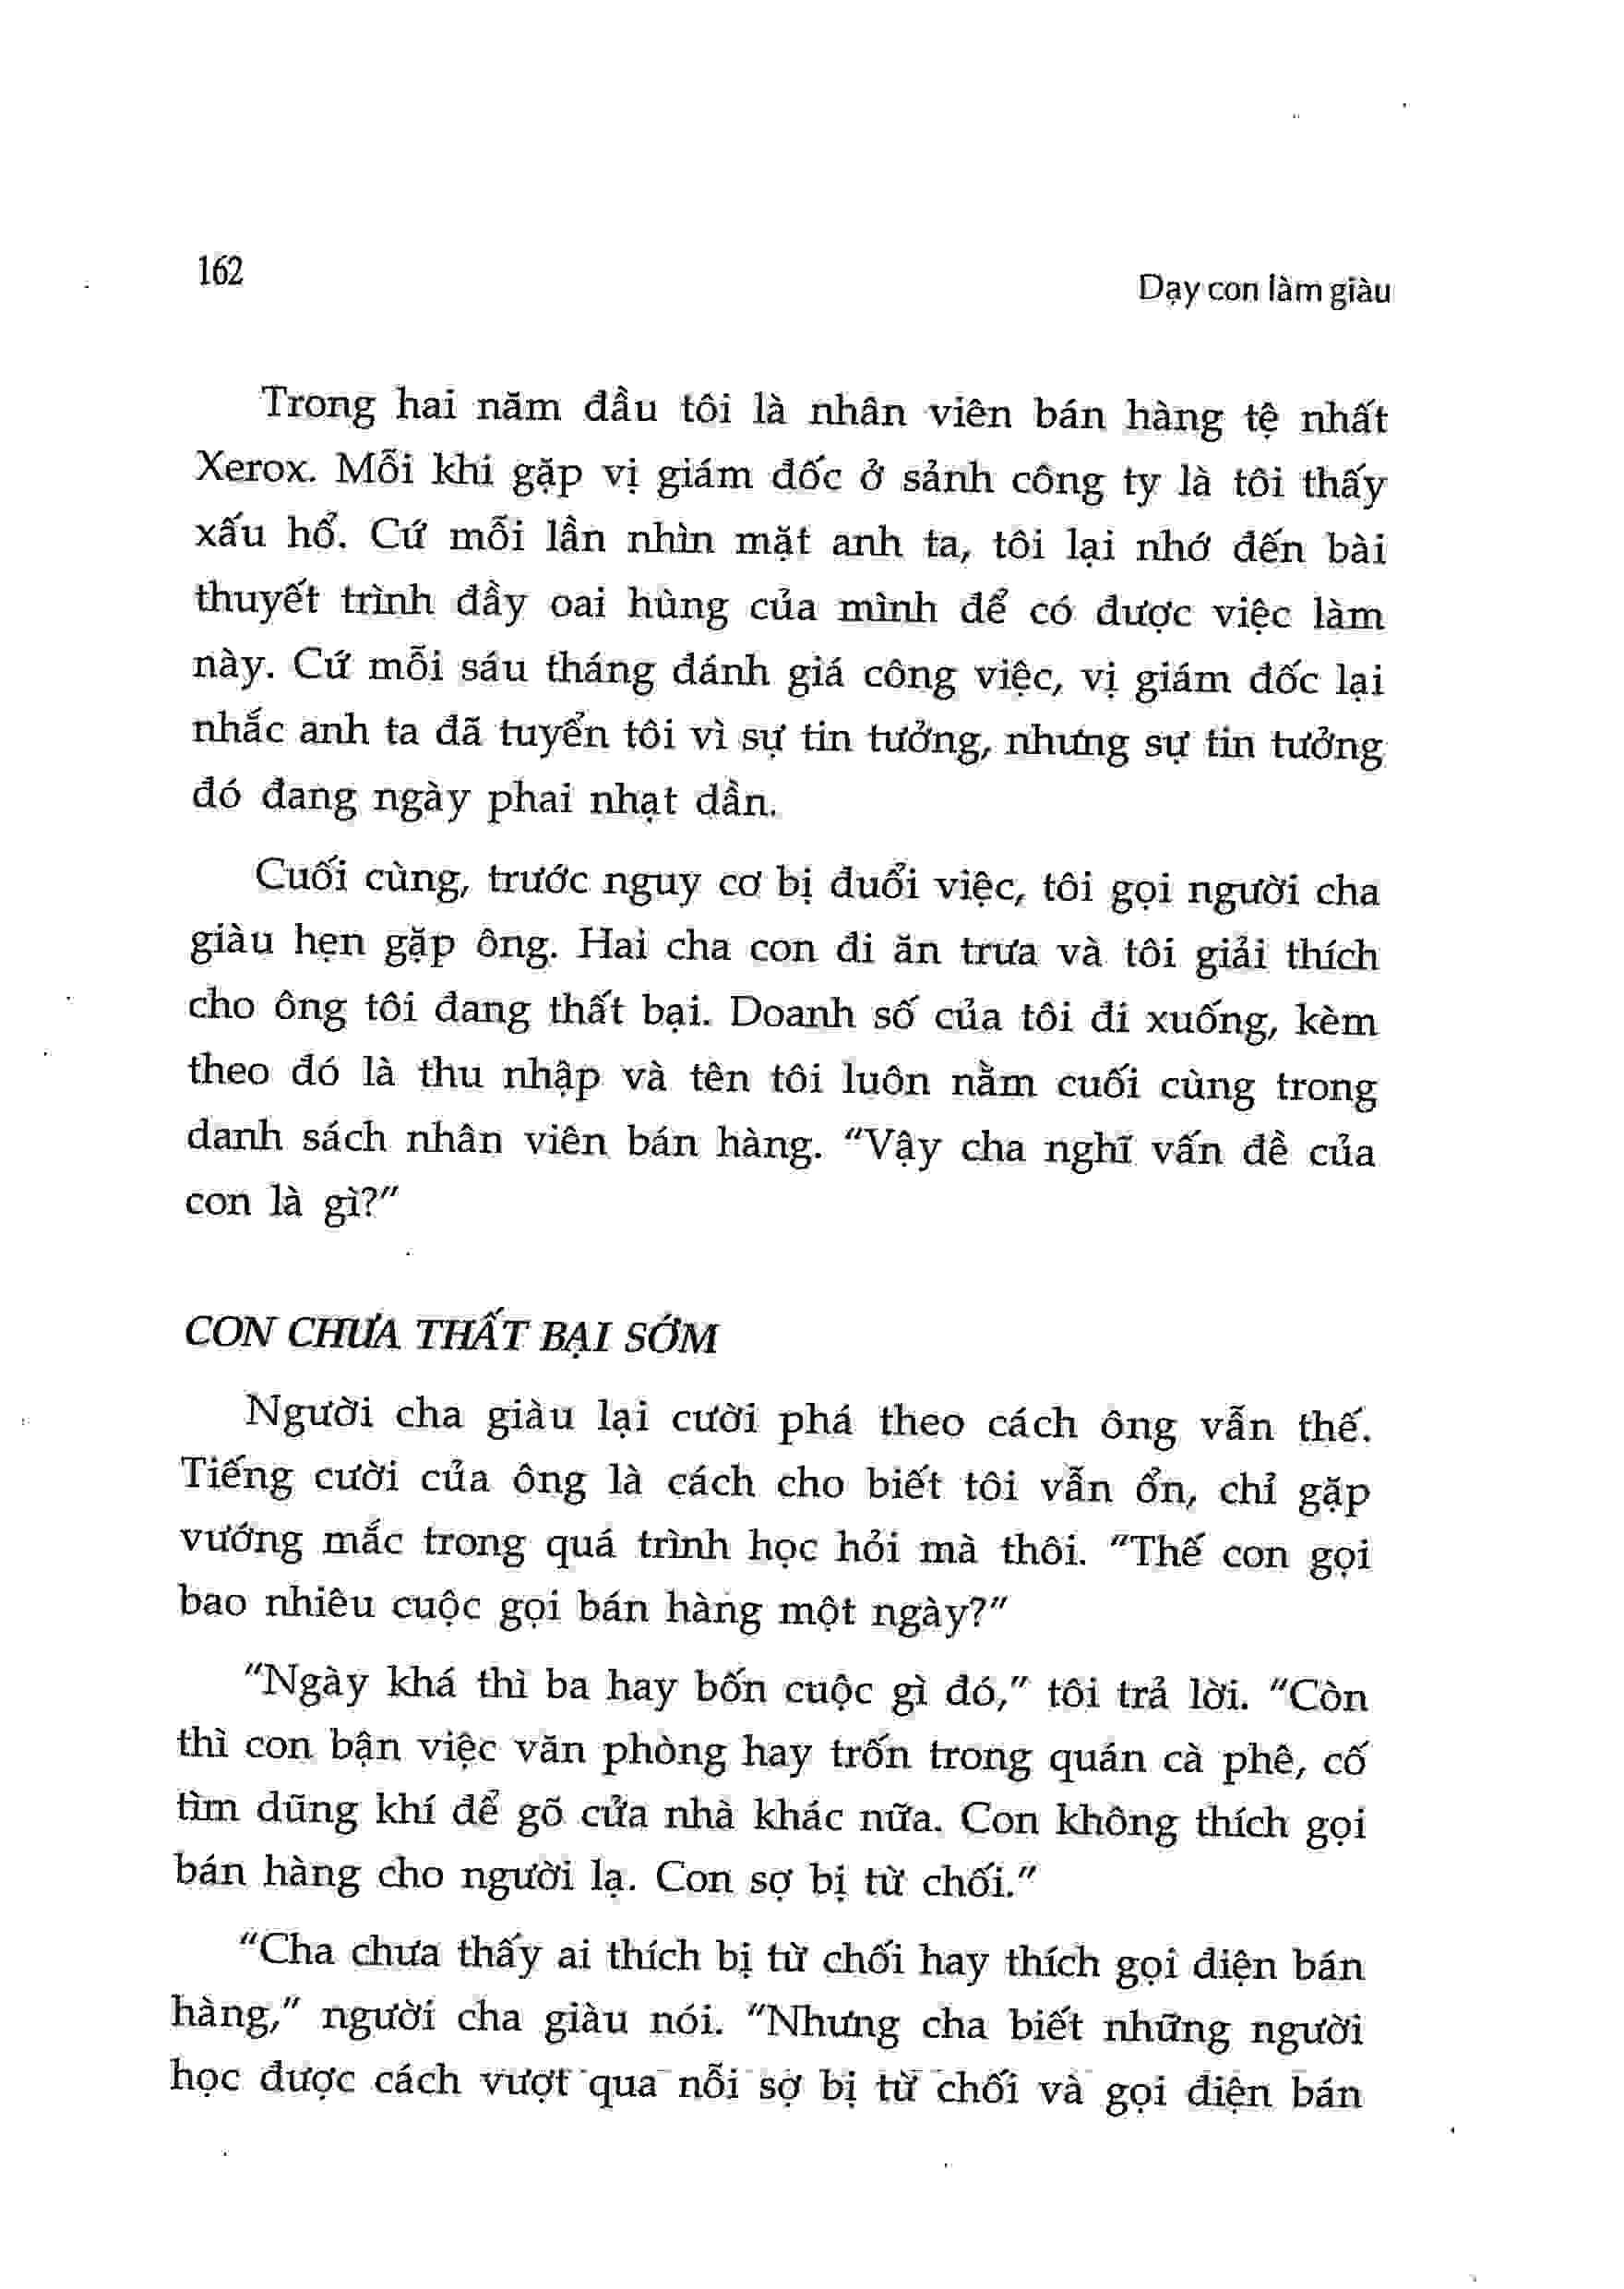 162
Dạy con làm giàu
Trong hai năm đầu tôi là nhân viên bán hàng tệ nhất
Xerox. Mỗi khi gặp vị giám đốc ở sảnh công ty là tôi thấy
xấu hổ. Cứ mỗi lần nhìn mặt anh ta, tôi lại nhớ đến bài
thuyết trình đầy oai hùng của mình để có được việc làm
này. Cứ mỗi sáu tháng đánh giá công việc, vị giám đốc lại
nhắc anh ta đã tuyển tôi vì sự tin tưởng, nhưng sự tin tưởng
đó đang ngày phai nhạt dần.
Cuối cùng, trước nguy cơ bị đuổi việc, tôi gọi người cha
giàu hẹn gặp ông. Hai cha con đi ăn trưa và tôi giải thích
cho ông tôi đang thất bại. Doanh số của tôi đi xuống, kèm
theo đó là thu nhập và tên tôi luôn nằm cuối cùng trong
danh sách nhân viên bán hàng. “Vậy cha nghĩ vấn đề của
con là gì?”
CON CHƯA THẤT BẠI SỚM
Người cha giàu lại cười phá theo cách ông vẫn thế.
Tiếng cười của ông là cách cho biết tôi vẫn ổn, chỉ gặp
vướng mắc trong quá trình học hỏi mà thôi. “Thế con gọi
bao nhiêu cuộc gọi bán hàng một ngày?”
“Ngày khá thì ba hay bốn cuộc gì đó,” tôi trả lời. “Còn
thì con bận việc văn phòng hay trốn trong quán cà phê, cố
tìm dũng khí để gõ cửa nhà khác nữa. Con không thích gọi
bán hàng cho người lạ. Con sợ bị từ chối.”
“Cha chưa thấy ai thích bị từ chối hay thích gọi điện bán
hàng,” người cha giàu nói. “Nhưng cha biết những người
học được cách vượt qua nỗi sợ bị từ chối và gọi điện bán